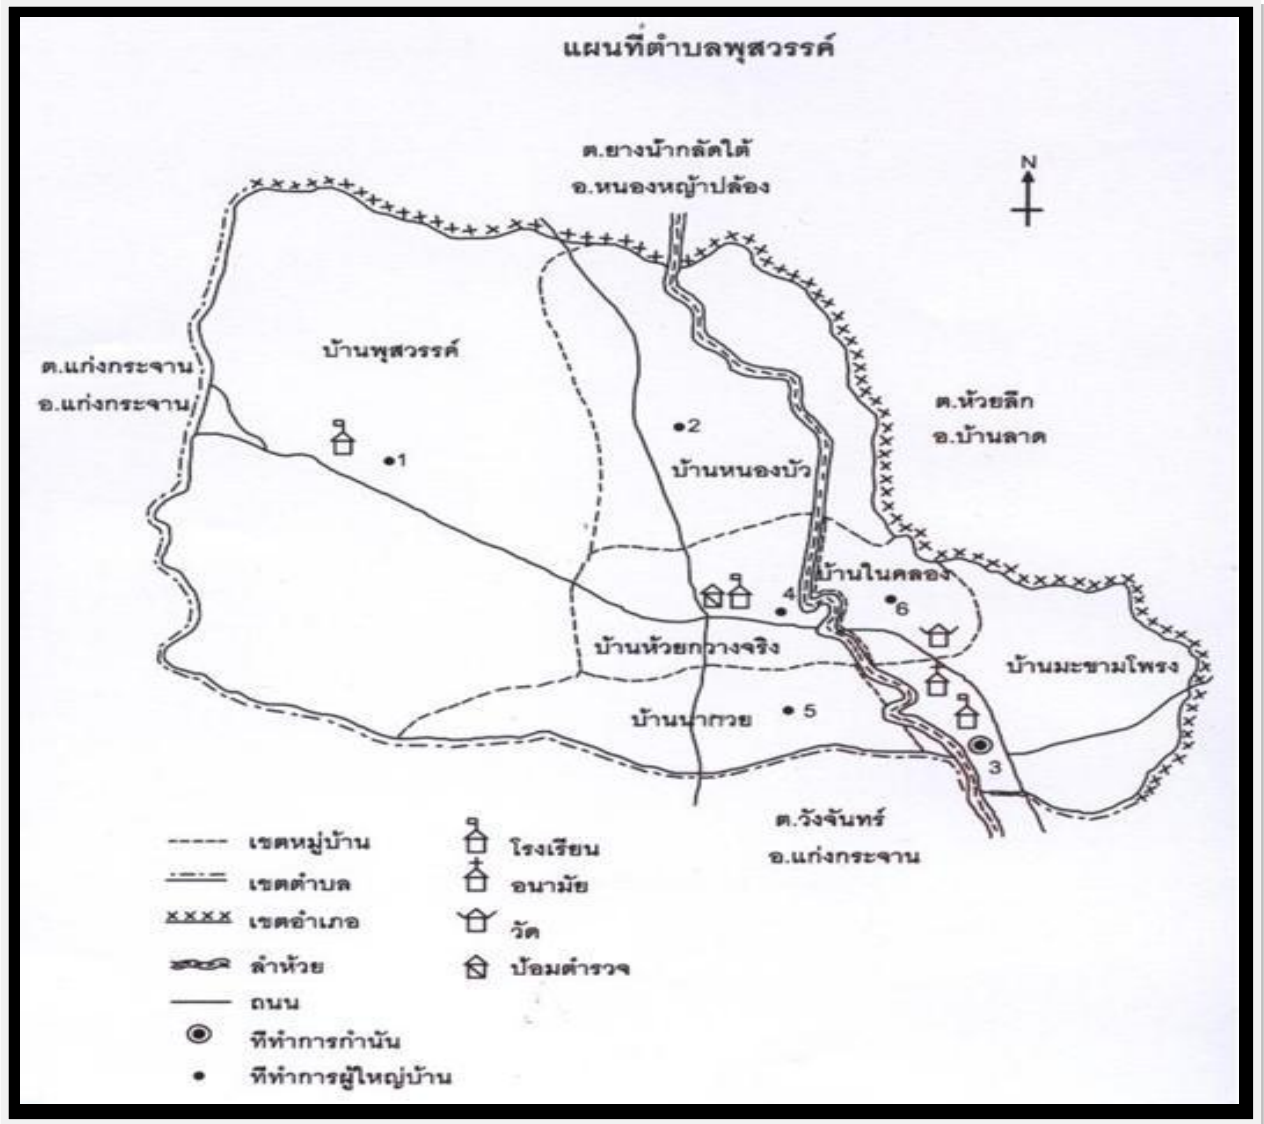 แผนที่ตำบลพุสวรรค์
ต.ยางน้ำกลัดใต้
อ.หนองหญ้าปล้อง
N
บ้านพุสวรรค์
ต.แก่งกระจาน
อ.แก่งกระจาน
ต.ห้วยลึก
อ.บ้านลาด
1
2
บ้านหนองบัว
บ้านในคลอง
4
6
บ้านห้วยกวางจริง
บ้านมะขามโพรง
บ้านนากวย
5
3
ต.วังจันทร์
อ.แก่งกระจาน
เขตหมู่บ้าน
เขตตำบล
เขตอำเภอ
ลำห้วย
ถนน
ที่ทำการกำนัน
ที่ทำการผู้ใหญ่บ้าน
โรงเรียน
อนามัย
วัด
ป้อมตำรวจ